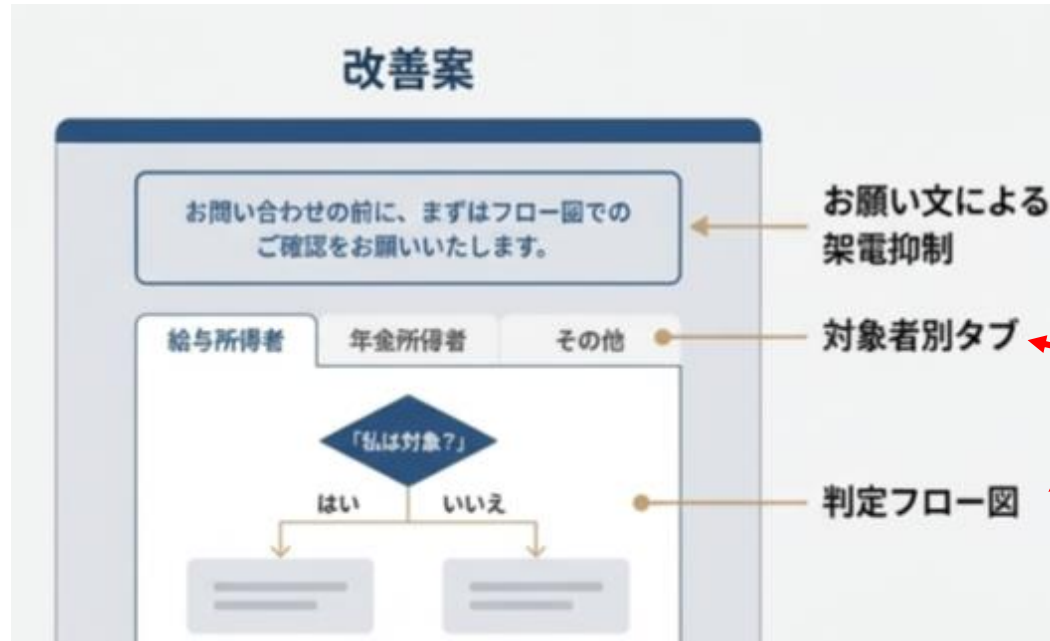 改善案
お問い合わせの前に、まずはフロー図での
ご確認をお願いいたします。
お願い文による
架電抑制
給与所得者
年金所得者
その他
対象者別タブ
「私は対象?」
はい
いいえ
判定フロー図